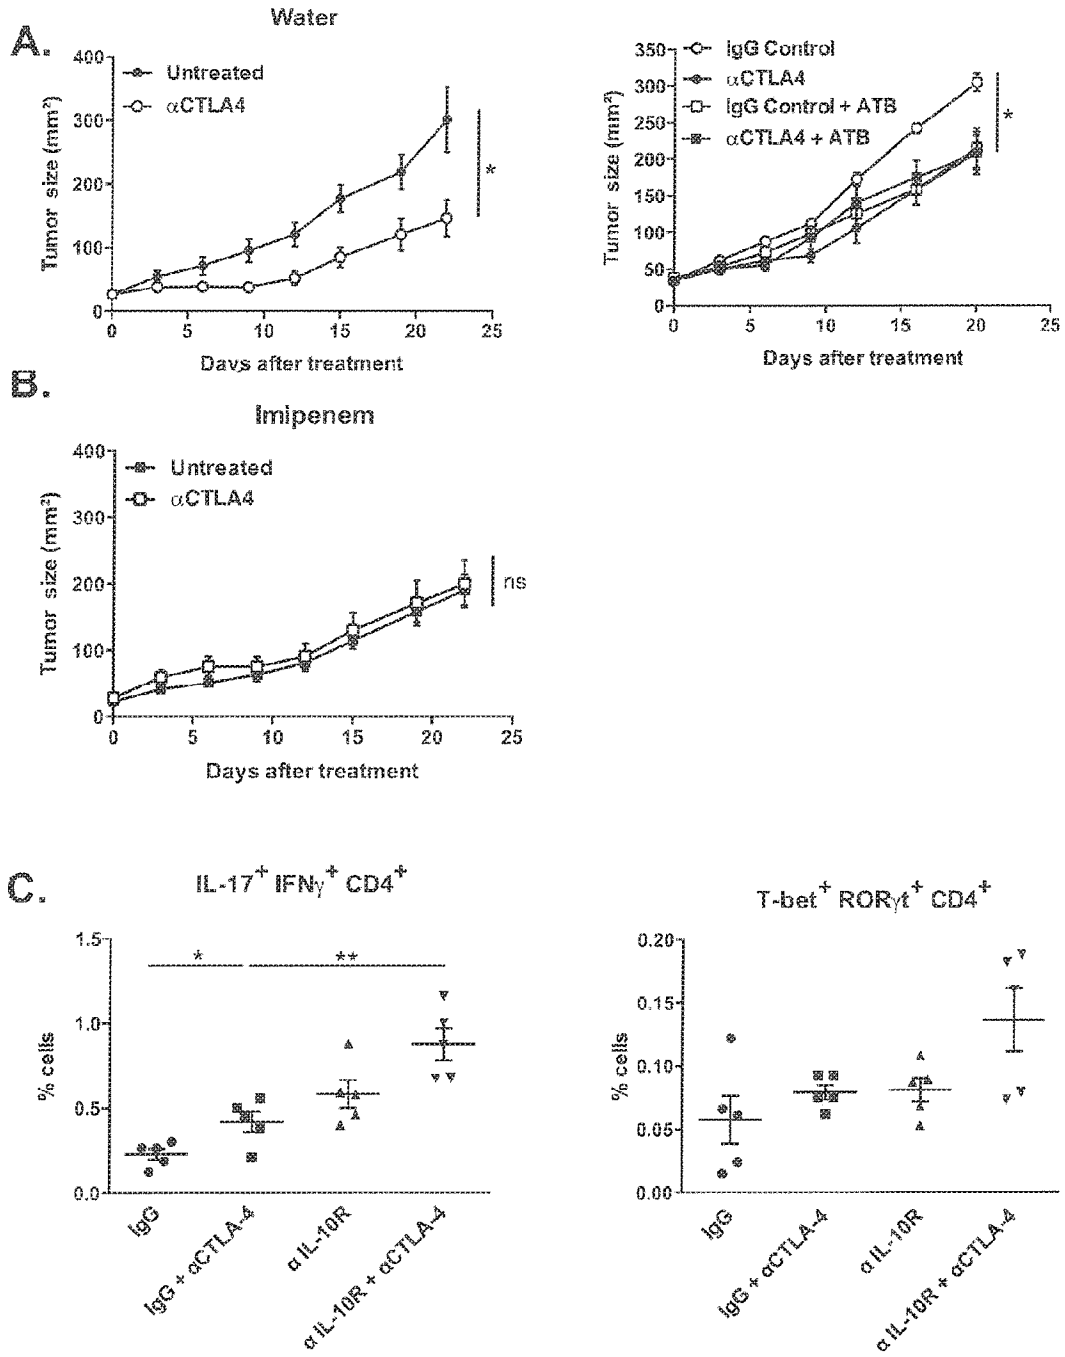 A.
Water
Tumor size (mm²)
400
300
200
100
0
Untreated
αCTLA4
*
0 5 10 15 20 25
Davs after treatment
Tumor size (mm²)
350
300
250
200
150
100
50
0
IgG Control
αCTLA4
IgG Control + ATB
αCTLA4 + ATB
*
0 5 10 15 20 25
Days after treatment
B.
Imipenem
Tumor size (mm²)
400
300
200
100
0
Untreated
αCTLA4
ns
0 5 10 15 20 25
Days after treatment
C.
IL-17⁺ IFNγ⁺ CD4⁺
% cells
1.5
1.0
0.5
0.0
*
**
IgG
IgG + αCTLA-4
α IL-10R
α IL-10R + αCTLA-4
T-bet⁺ RORγt⁺ CD4⁺
% cells
0.20
0.15
0.10
0.05
0.00
IgG
IgG + αCTLA-4
α IL-10R
α IL-10R + αCTLA-4